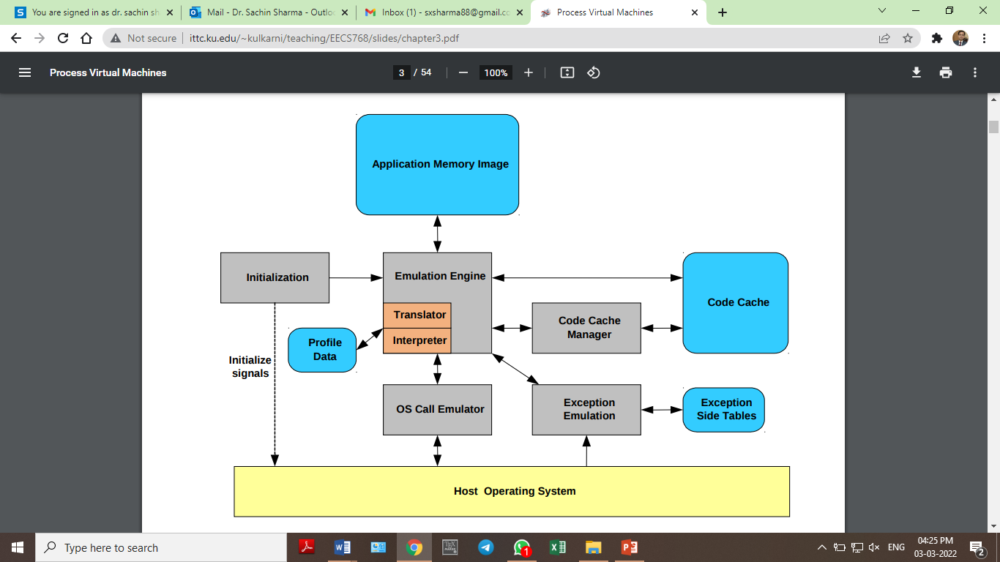 You are signed in as dr. sachin sh
Mail - Dr. Sachin Sharma - Outlo
Inbox (1) - sxsharma88@gmail.co
Process Virtual Machines
Not secure
ittc.ku.edu/~kulkarni/teaching/EECS768/slides/chapter3.pdf
Process Virtual Machines
3 / 54
100%
Application Memory Image
Initialization
Emulation Engine
Code Cache
Translator
Interpreter
Code Cache
Manager
Profile
Data
Initialize
signals
OS Call Emulator
Exception
Emulation
Exception
Side Tables
Host Operating System
Type here to search
1
ENG
04:25 PM
03-03-2022
2